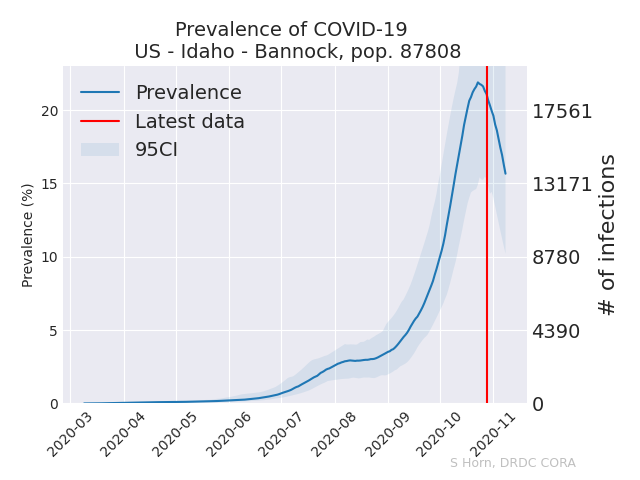 Prevalence of COVID-19
US - Idaho - Bannock, pop. 87808
Prevalence
Latest data
95CI
Prevalence (%)
20
15
10
5
0
17561
13171
8780
4390
0
# of infections
2020-03
2020-04
2020-05
2020-06
2020-07
2020-08
2020-09
2020-10
2020-11
S Horn, DRDC CORA